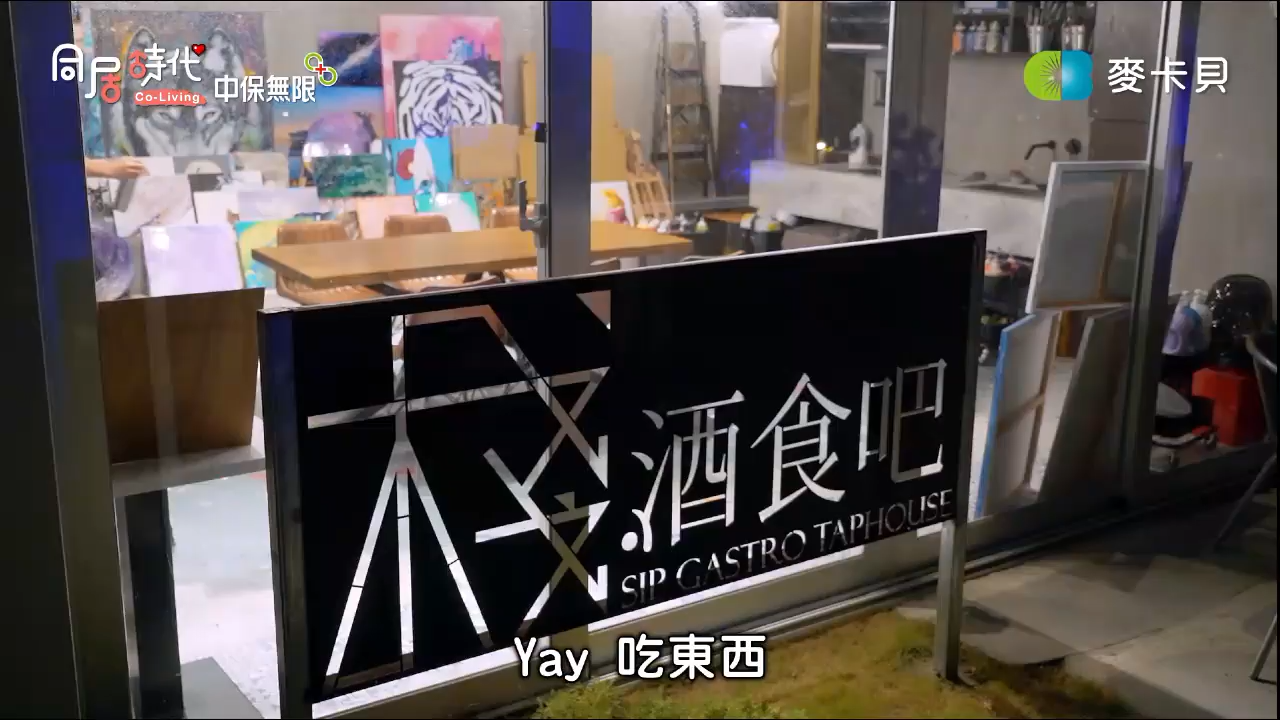 同居時代
Co-Living
中保無限
麥卡貝
棧
酒食吧
SIP GASTRO TAPHOUSE
Yay 吃東西